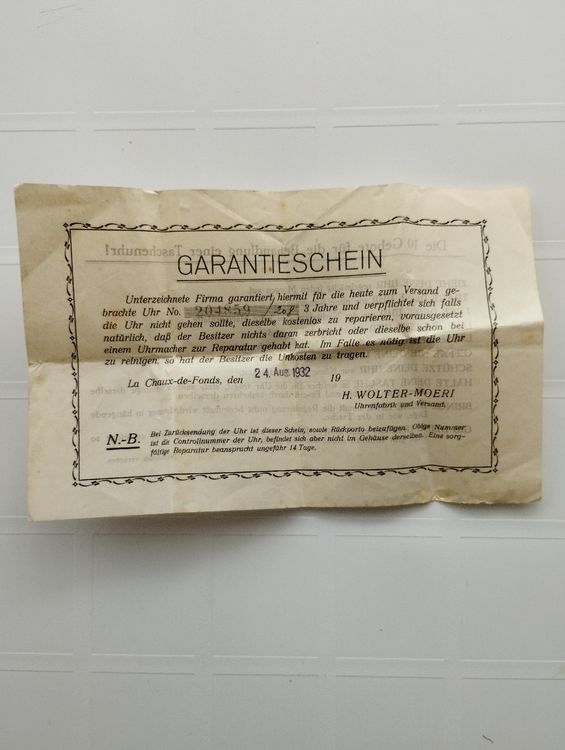 GARANTIESCHEIN
Unterzeichnete Firma garantiert hiermit für die heute zum Versand ge-
brachte Uhr No. 204859 3 Jahre und verpflichtet sich falls
die Uhr nicht gehen sollte, dieselbe kostenlos zu reparieren, vorausgesetzt
natürlich, daß der Besitzer nichts daran zerbricht oder dieselbe schon bei
einem Uhrmacher zur Reparatur gehabt hat. Im Falle es nötig ist die Uhr
zu reinigen, so hat der Besitzer die Unkosten zu tragen.
La Chaux-de-Fonds, den 24. Aug 1932 19
H. WOLTER-MOERI
Uhrenfabrik und Versand.
N.-B. Bei Zurücksendung der Uhr ist dieser Schein, sowie Rückporto beizufügen. Obige Nummer
ist die Controllnummer der Uhr, befindet sich aber nicht im Gehäuse derselben. Eine sorg-
fältige Reparatur beansprucht ungefähr 14 Tage.